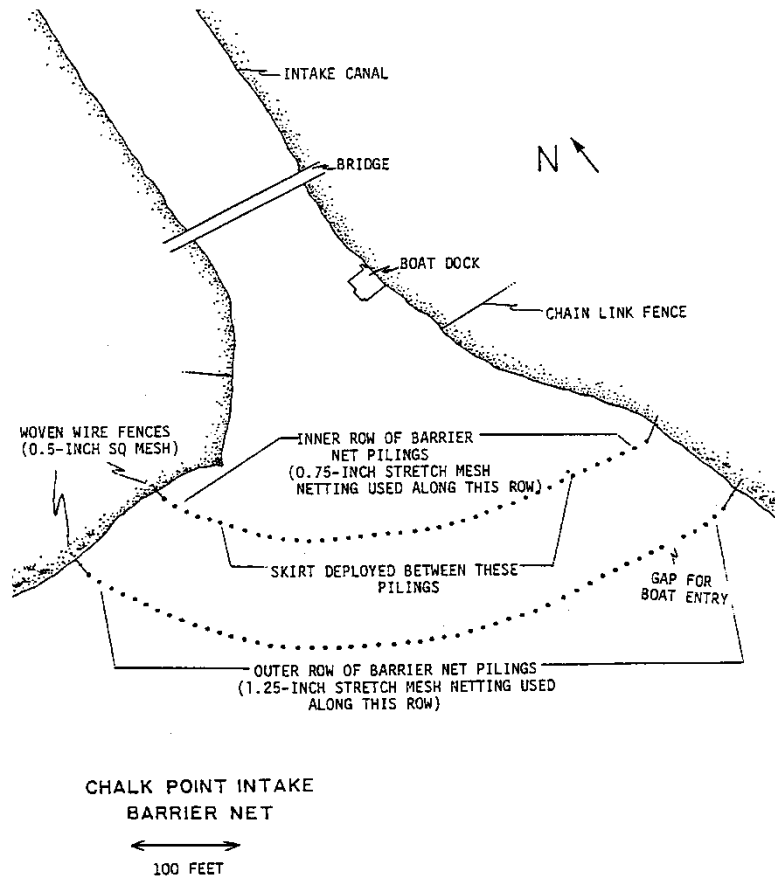 INTAKE CANAL
BRIDGE
N
BOAT DOCK
CHAIN LINK FENCE
WOVEN WIRE FENCES
(0.5-INCH SQ MESH)
INNER ROW OF BARRIER
NET PILINGS
(0.75-INCH STRETCH MESH
NETTING USED ALONG THIS ROW)
SKIRT DEPLOYED BETWEEN THESE
PILINGS
GAP FOR
BOAT ENTRY
OUTER ROW OF BARRIER NET PILINGS
(1.25-INCH STRETCH MESH NETTING USED
ALONG THIS ROW)
CHALK POINT INTAKE
BARRIER NET
100 FEET